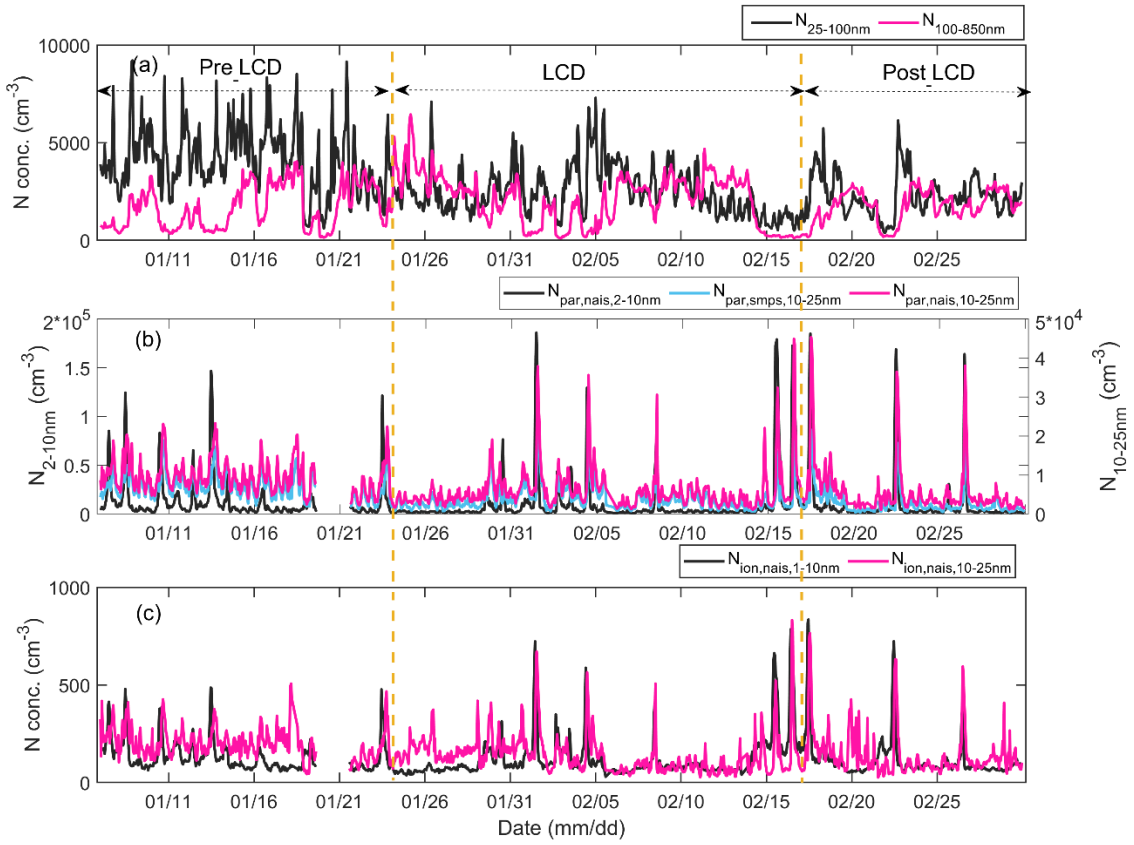 N25-100nm N100-850nm
10000
(a) Pre_LCD LCD Post_LCD
N conc. (cm-3)
5000
0
01/11 01/16 01/21 01/26 01/31 02/05 02/10 02/15 02/20 02/25
Npar,nais,2-10nm Npar,smps,10-25nm Npar,nais,10-25nm
2*10^5 5*10^4
(b)
N2-10nm (cm-3)
1.5
1
0.5
0
4
3
2
1
0
N10-25nm (cm-3)
01/11 01/16 01/21 01/26 01/31 02/05 02/10 02/15 02/20 02/25
Nion,nais,1-10nm Nion,nais,10-25nm
1000
(c)
N conc. (cm-3)
500
0
01/11 01/16 01/21 01/26 01/31 02/05 02/10 02/15 02/20 02/25
Date (mm/dd)